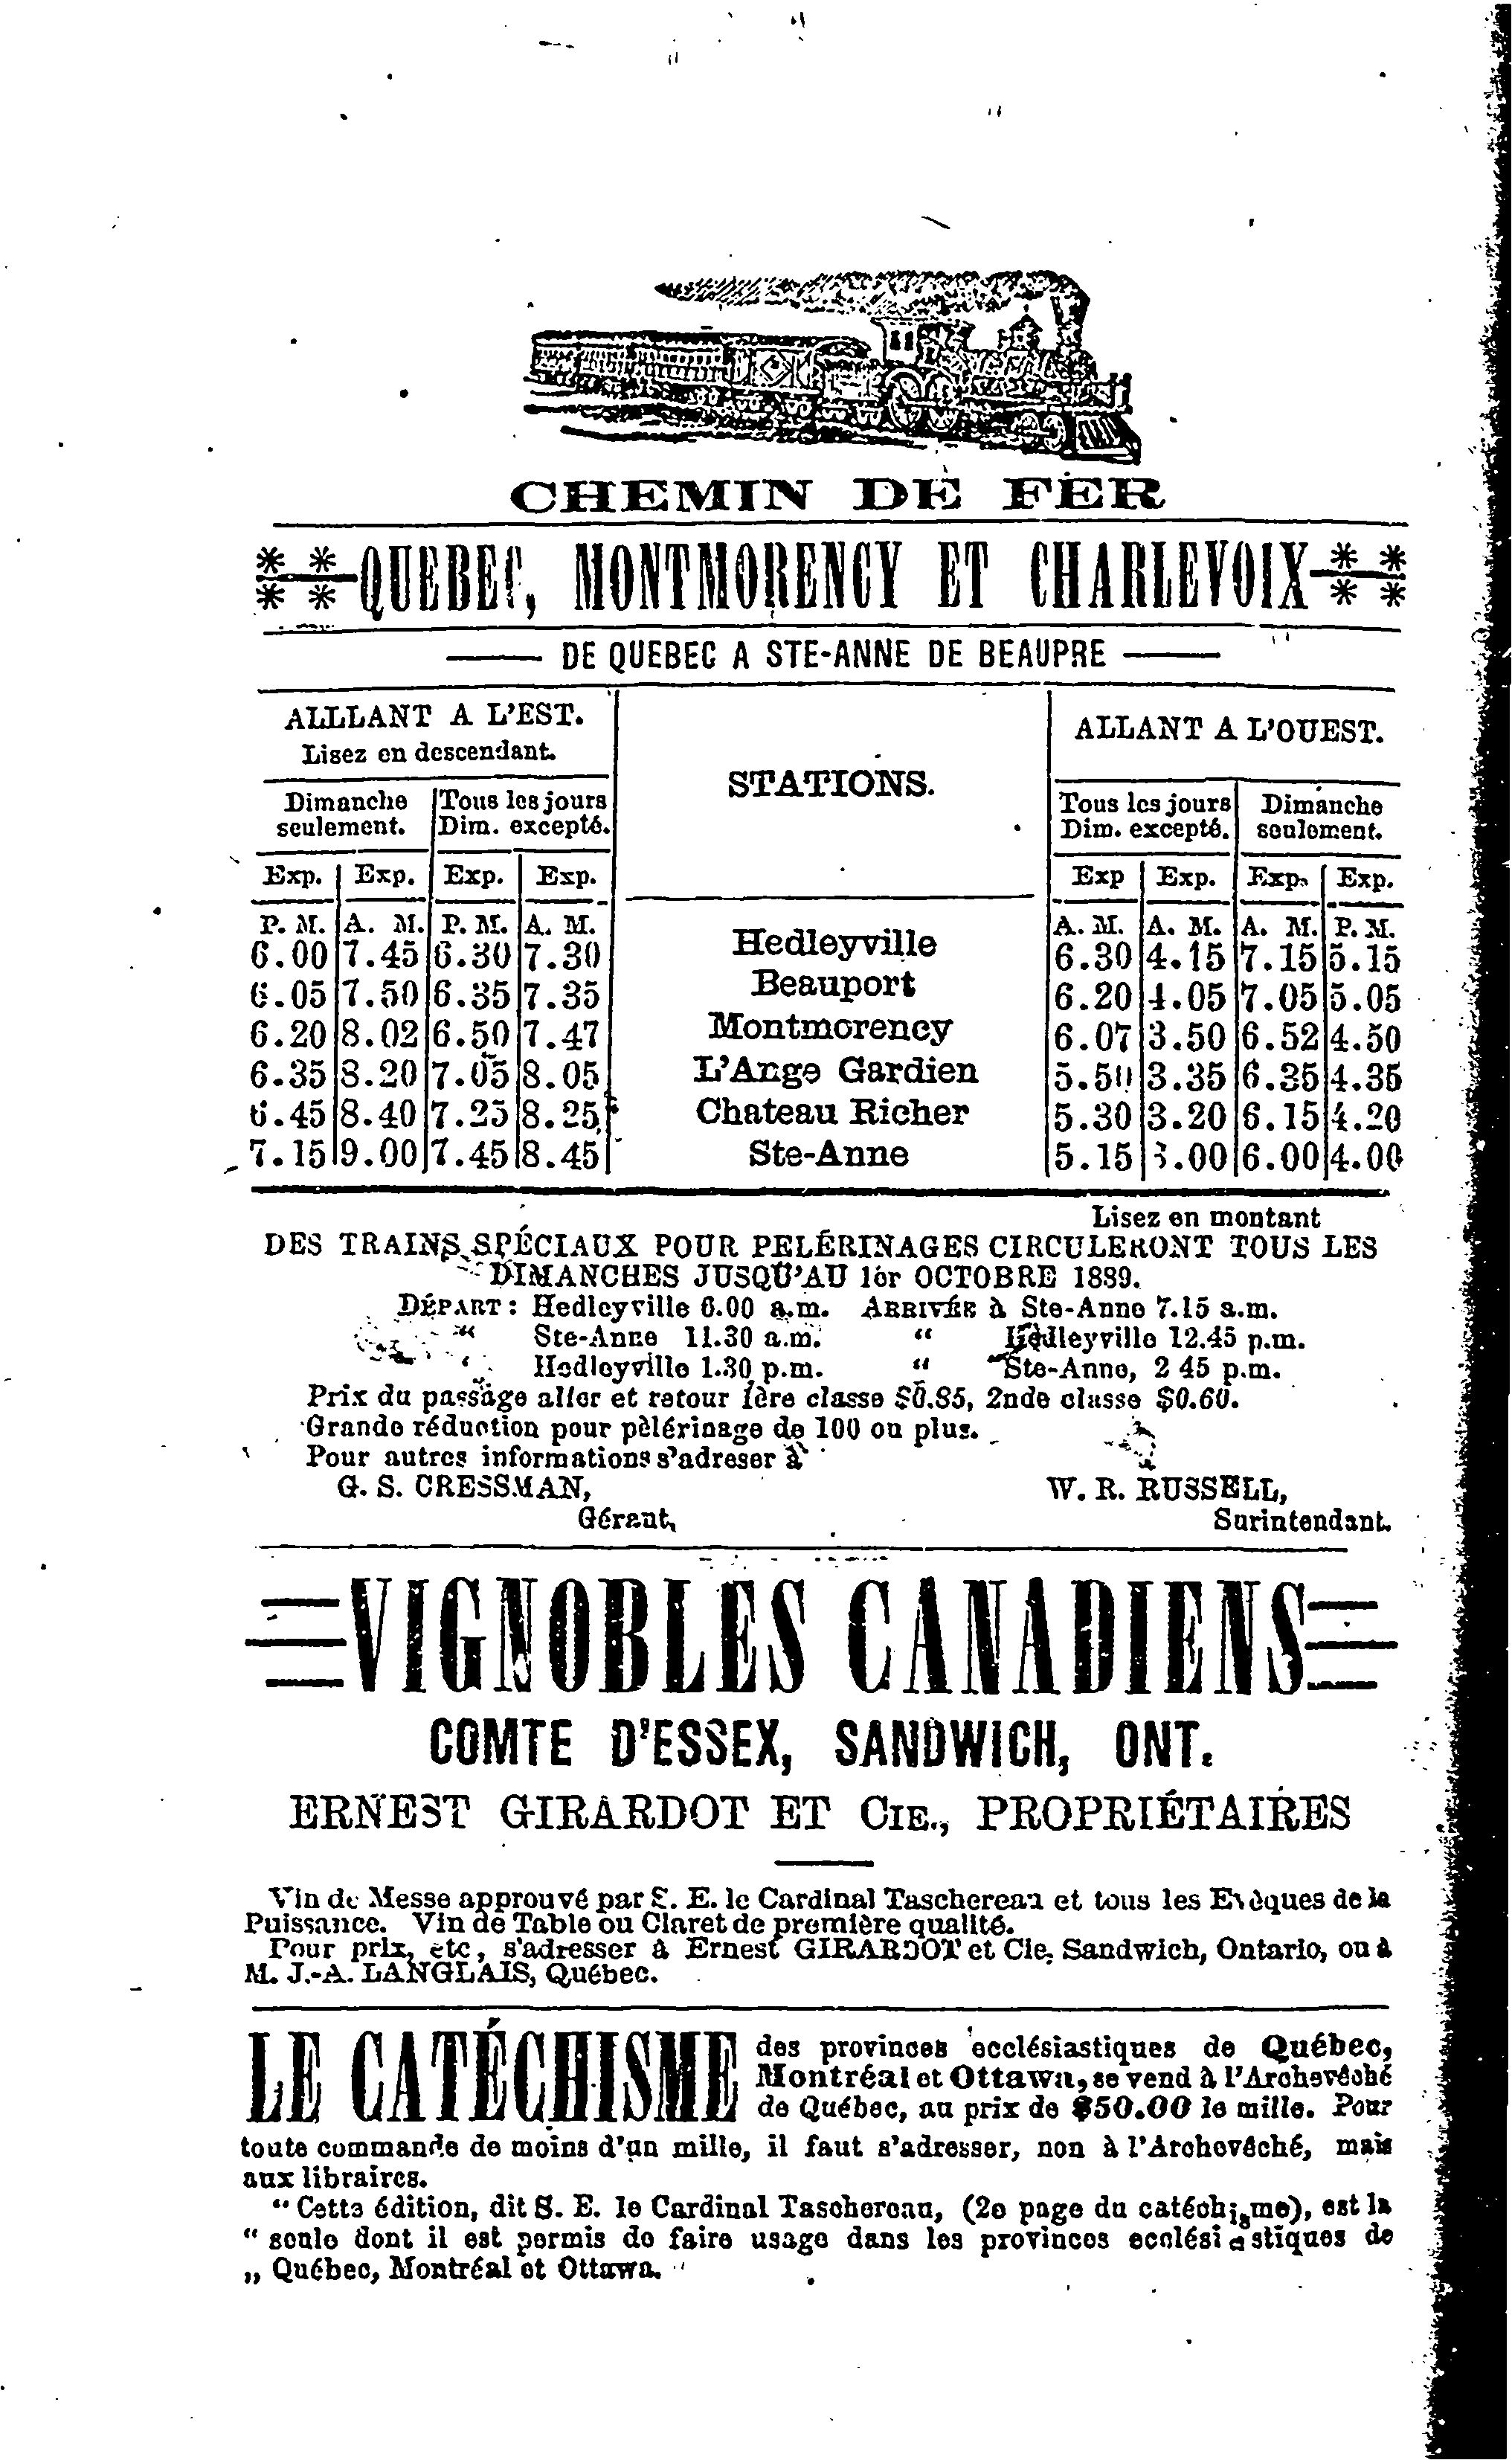 CHEMIN DE FER
QUEBEC, MONTMORENCY ET CHARLEVOIX
DE QUEBEC A STE-ANNE DE BEAUPRE
ALLLANT A L'EST. STATIONS. ALLANT A L'OUEST.
Lisez en descendant.
Dimanche seulement. Tous les jours Dim. excepté. Tous les jours Dim. excepté. Dimanche seulement.
Exp. Exp. Exp. Exp. Exp Exp. Exp. Exp.
P. M. A. M. P. M. A. M. A. M. A. M. A. M. P. M.
6.00 7.45 6.30 7.30 Hedleyville 6.30 4.15 7.15 5.15
6.05 7.50 6.35 7.35 Beauport 6.20 4.05 7.05 5.05
6.20 8.02 6.50 7.47 Montmorency 6.07 3.50 6.52 4.50
6.35 8.20 7.05 8.05 L'Ange Gardien 5.50 3.35 6.35 4.35
6.45 8.40 7.25 8.25 Chateau Richer 5.30 3.20 6.15 4.20
7.15 9.00 7.45 8.45 Ste-Anne 5.15 3.00 6.00 4.00
Lisez en montant
DES TRAINS SPÉCIAUX POUR PELÉRINAGES CIRCULERONT TOUS LES
DIMANCHES JUSQU'AU 1er OCTOBRE 1889.
DÉPART : Hedleyville 6.00 a.m. ARRIVÉE à Ste-Anne 7.15 a.m.
“ Ste-Anne 11.30 a.m. “ Hedleyville 12.45 p.m.
“ Hedleyville 1.30 p.m. “ Ste-Anne, 2 45 p.m.
Prix du passage aller et retour 1ère classe $0.85, 2nde classe $0.60.
Grande réduction pour pèlérinage de 100 ou plus.
Pour autres informations s'adreser à
G. S. CRESSMAN, W. R. RUSSELL,
Gérant, Surintendant.
VIGNOBLES CANADIENS
COMTE D'ESSEX, SANDWICH, ONT.
ERNEST GIRARDOT ET CIE., PROPRIÉTAIRES
Vin de Messe approuvé par S. E. le Cardinal Taschereau et tous les Evèques de la
Puissance. Vin de Table ou Claret de première qualité.
Pour prix, etc, s'adresser à Ernest GIRARDOT et Cie, Sandwich, Ontario, ou à
M. J.-A. LANGLAIS, Québec.
LE CATÉCHISME des provinces ecclésiastiques de Québec,
Montréal et Ottawa, se vend à l'Archevêché
de Québec, au prix de $50.00 le mille. Pour
toute commande de moins d'un mille, il faut s'adresser, non à l'Archevêché, mais
aux libraires.
“ Cette édition, dit S. E. le Cardinal Taschereau, (2e page du catéchisme), est la
“ seule dont il est permis de faire usage dans les provinces ecclésiastiques de
„ Québec, Montréal et Ottawa. "